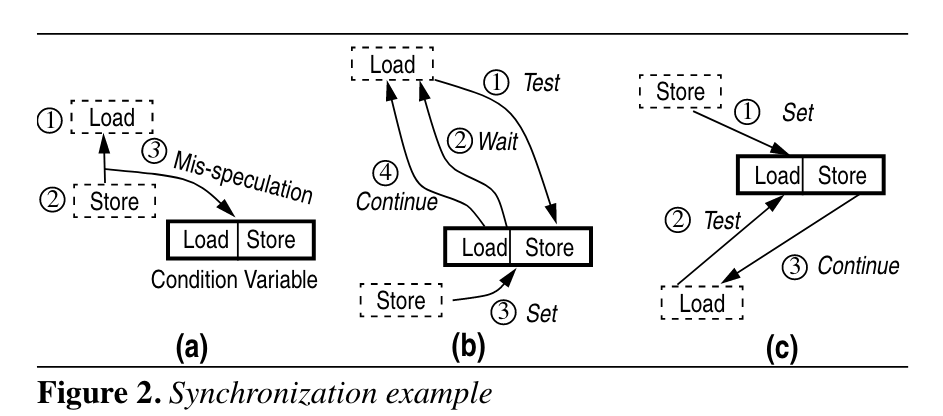 ① Load
③ Mis-speculation
② Store
Load Store
Condition Variable
(a)
Load
① Test
② Wait
④
Continue
Load Store
Store
③ Set
(b)
Store
① Set
Load Store
② Test
③ Continue
Load
(c)
Figure 2. Synchronization example